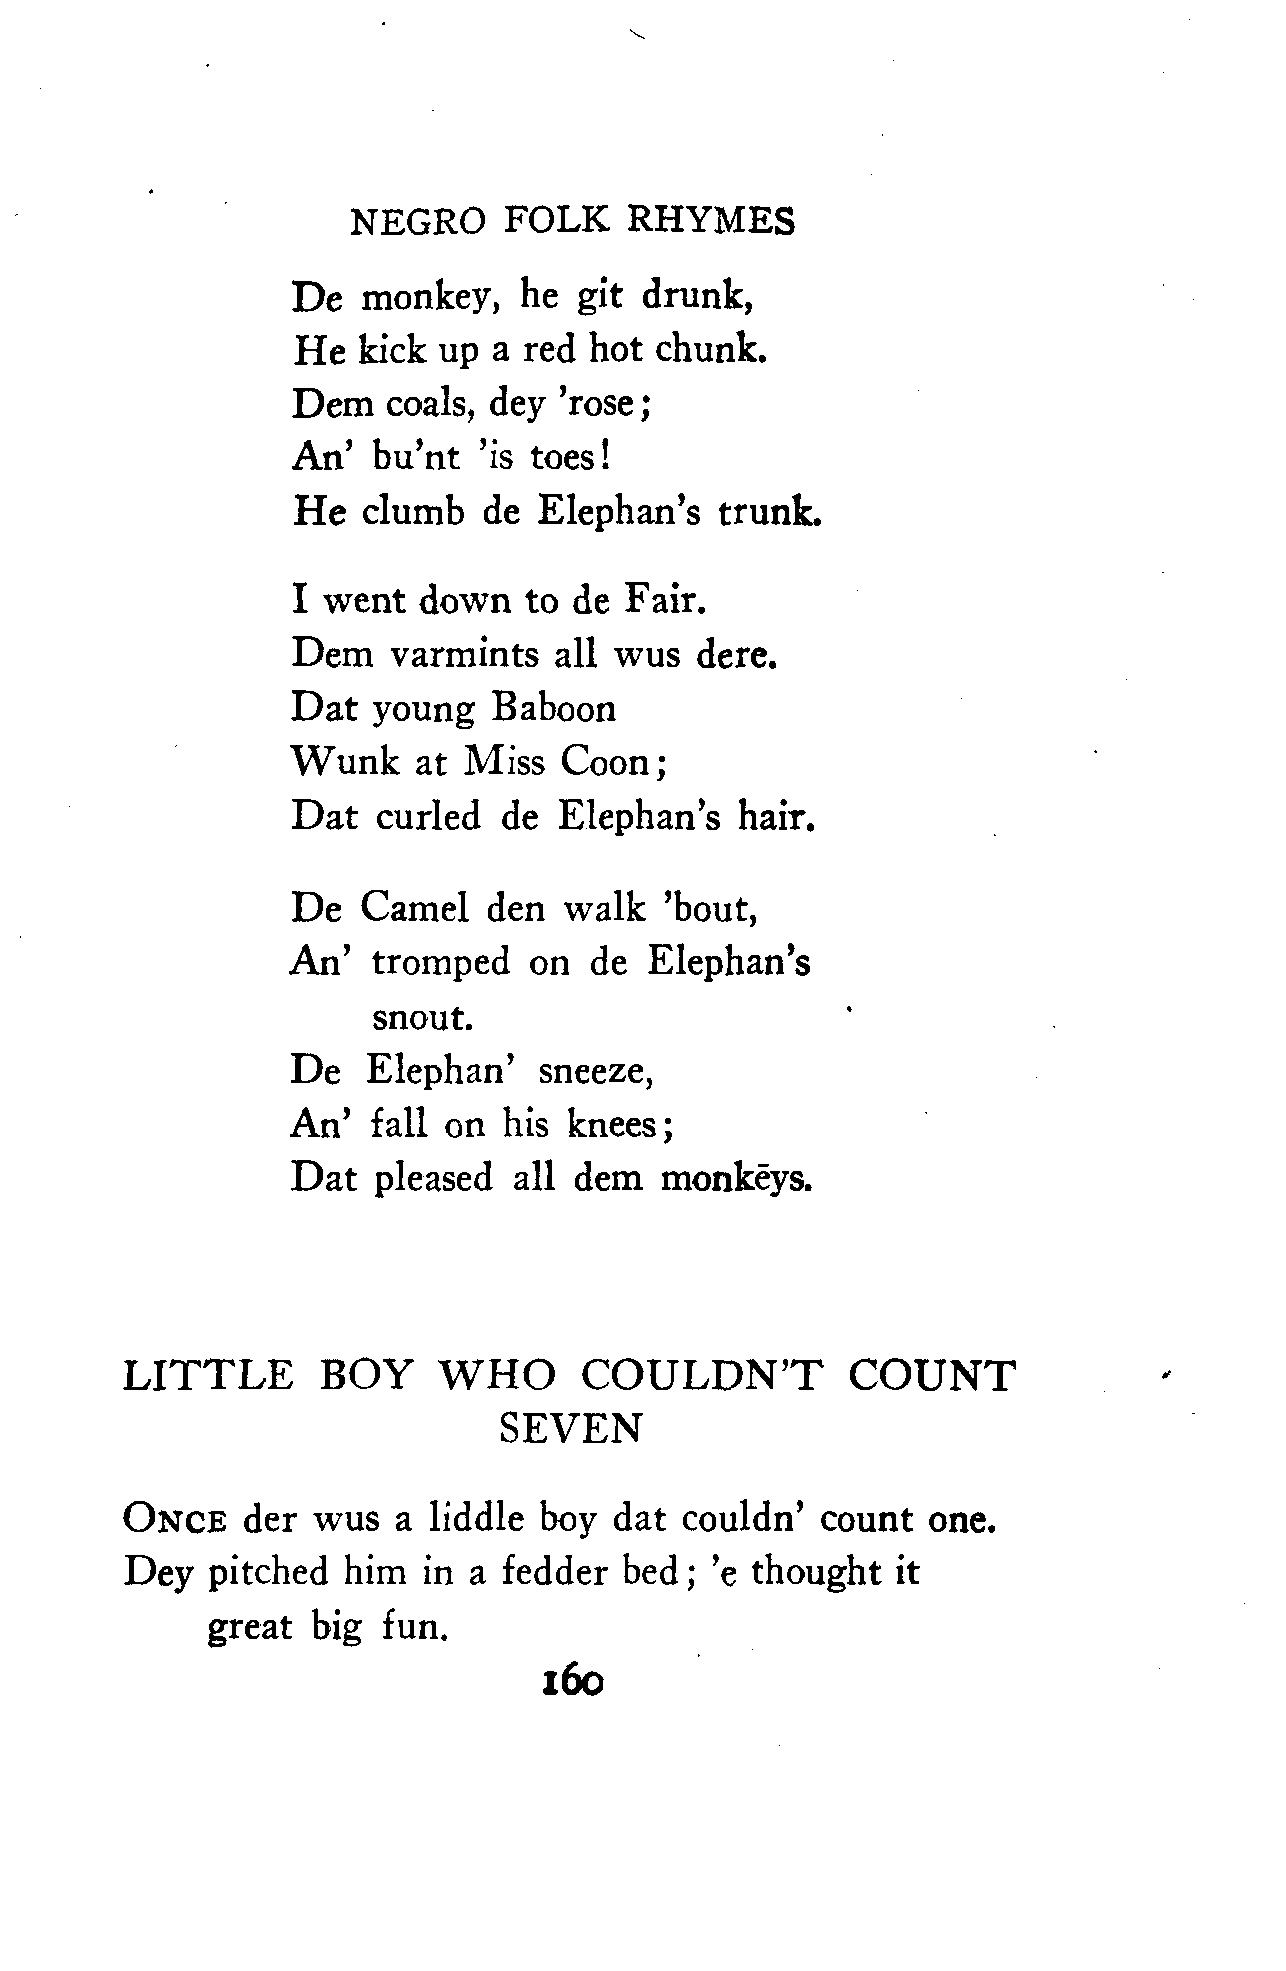 NEGRO FOLK RHYMES
De monkey, he git drunk,
He kick up a red hot chunk.
Dem coals, dey ’rose;
An’ bu’nt ’is toes!
He clumb de Elephan’s trunk.
I went down to de Fair.
Dem varmints all wus dere.
Dat young Baboon
Wunk at Miss Coon;
Dat curled de Elephan’s hair.
De Camel den walk ’bout,
An’ tromped on de Elephan’s
snout.
De Elephan’ sneeze,
An’ fall on his knees;
Dat pleased all dem monkēys.
LITTLE BOY WHO COULDN’T COUNT
SEVEN
ONCE der wus a liddle boy dat couldn’ count one.
Dey pitched him in a fedder bed; ’e thought it
great big fun.
160